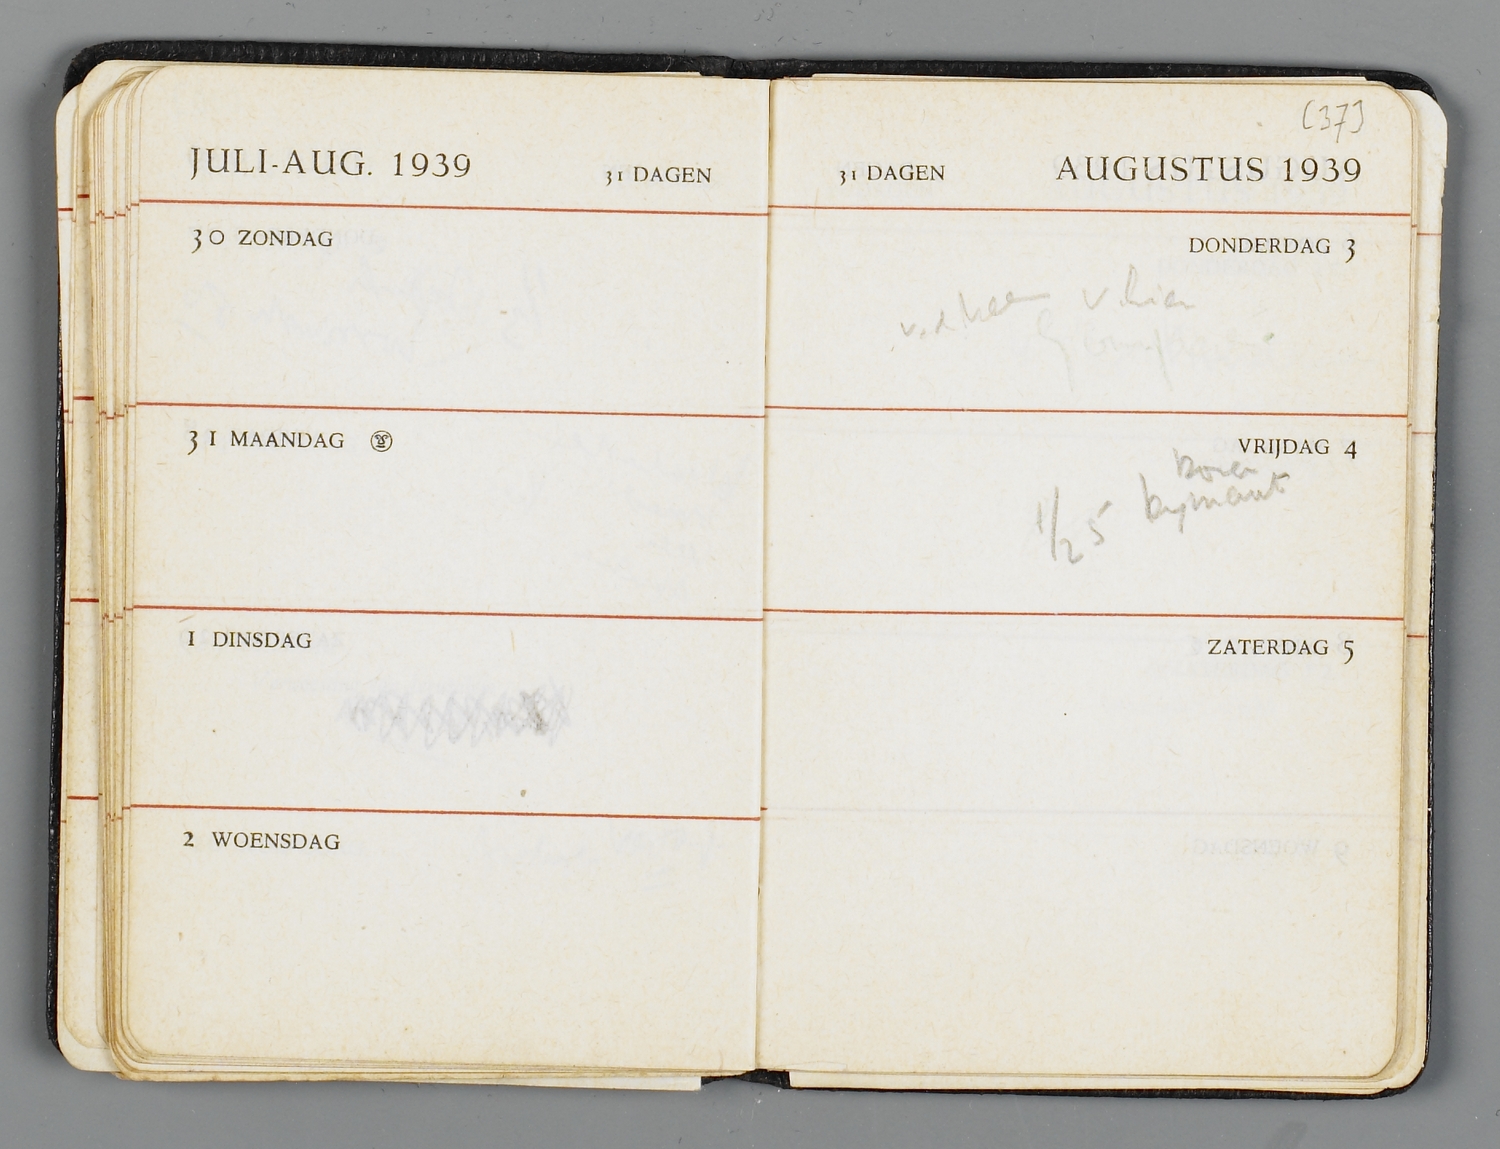 JULI-AUG. 1939
31 DAGEN
30 ZONDAG
31 MAANDAG
1 DINSDAG
2 WOENSDAG
[37]
31 DAGEN
AUGUSTUS 1939
DONDERDAG 3
VRIJDAG 4
1/25
ZATERDAG 5